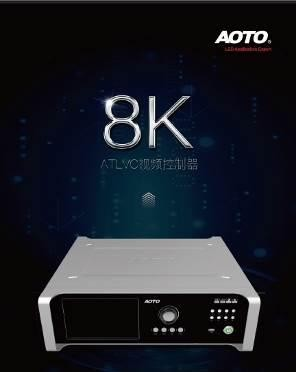 AOTO®
LED Application Expert
8K
ATLVC视频控制器
AOTO